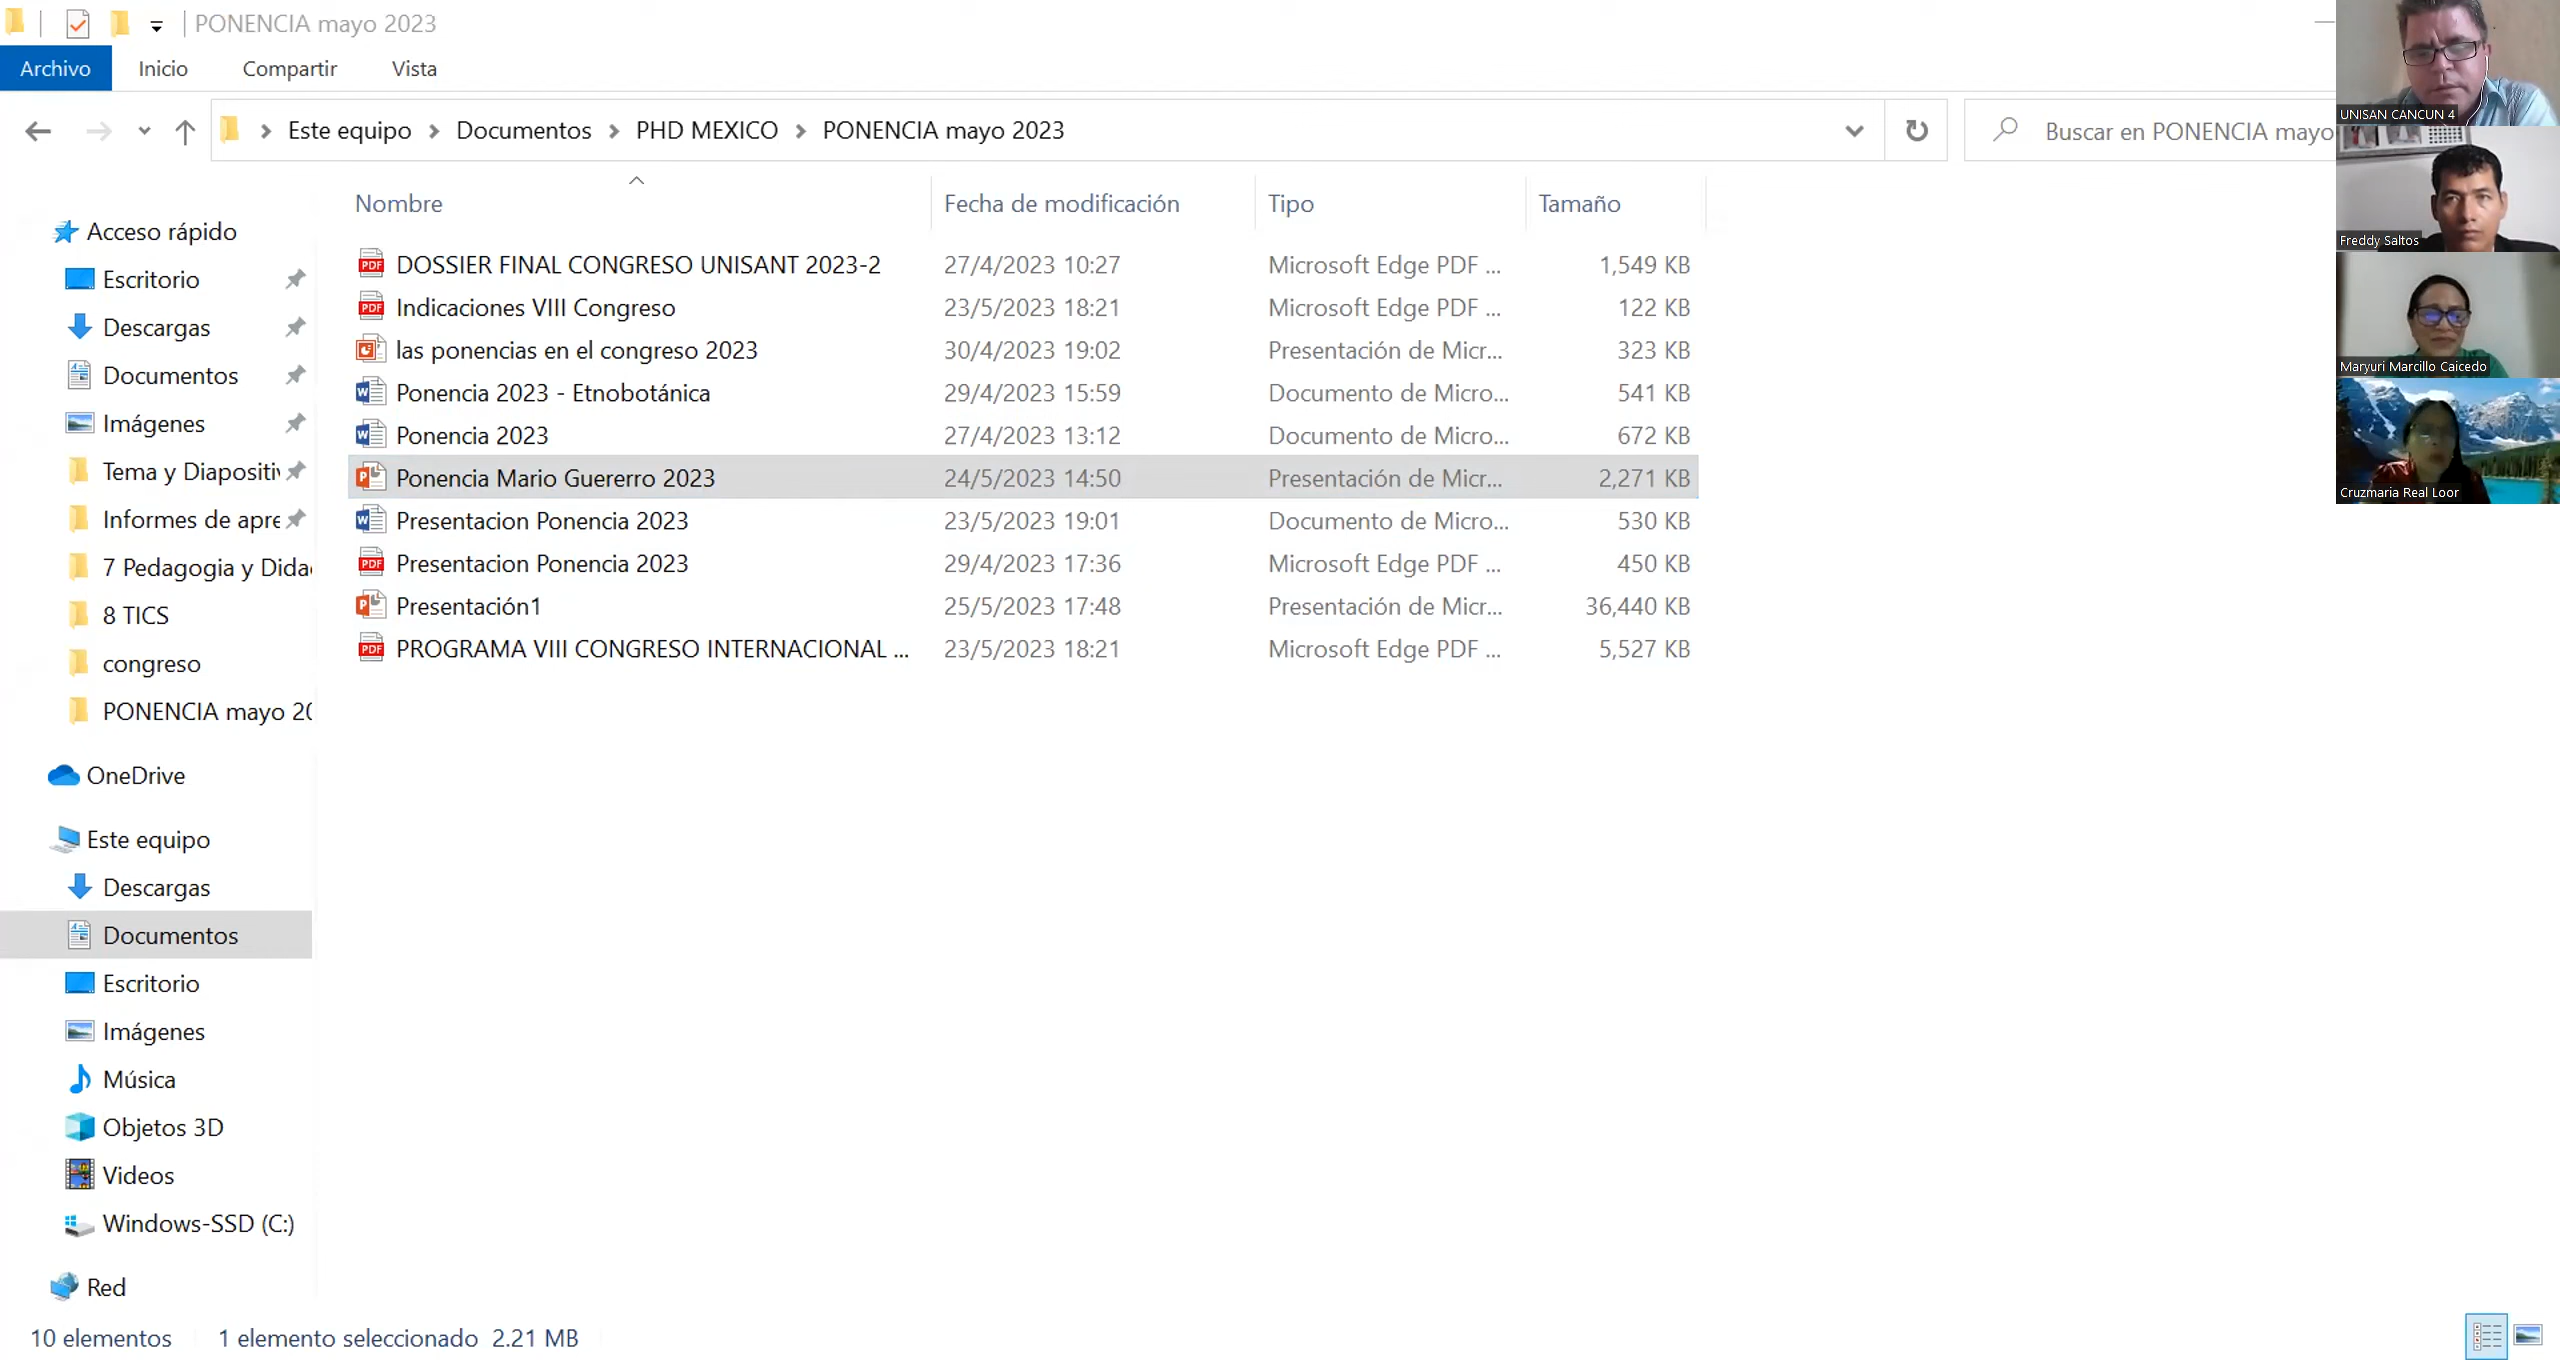 PONENCIA mayo 2023
Archivo Inicio Compartir Vista
Este equipo Documentos PHD MEXICO PONENCIA mayo 2023
Buscar en PONENCIA mayo
Nombre Fecha de modificación Tipo Tamaño
DOSSIER FINAL CONGRESO UNISANT 2023-2 27/4/2023 10:27 Microsoft Edge PDF ... 1,549 KB
Indicaciones VIII Congreso 23/5/2023 18:21 Microsoft Edge PDF ... 122 KB
las ponencias en el congreso 2023 30/4/2023 19:02 Presentación de Micr... 323 KB
Ponencia 2023 - Etnobotánica 29/4/2023 15:59 Documento de Micro... 541 KB
Ponencia 2023 27/4/2023 13:12 Documento de Micro... 672 KB
Ponencia Mario Guererro 2023 24/5/2023 14:50 Presentación de Micr... 2,271 KB
Presentacion Ponencia 2023 23/5/2023 19:01 Documento de Micro... 530 KB
Presentacion Ponencia 2023 29/4/2023 17:36 Microsoft Edge PDF ... 450 KB
Presentación1 25/5/2023 17:48 Presentación de Micr... 36,440 KB
PROGRAMA VIII CONGRESO INTERNACIONAL ... 23/5/2023 18:21 Microsoft Edge PDF ... 5,527 KB
Acceso rápido
Escritorio
Descargas
Documentos
Imágenes
Tema y Diapositiv
Informes de apre
7 Pedagogia y Didac
8 TICS
congreso
PONENCIA mayo 20
OneDrive
Este equipo
Descargas
Documentos
Escritorio
Imágenes
Música
Objetos 3D
Videos
Windows-SSD (C:)
Red
10 elementos 1 elemento seleccionado 2.21 MB
UNISAN CANCUN 4
Freddy Saltos
Maryuri Marcillo Caicedo
Cruzmaria Real Loor